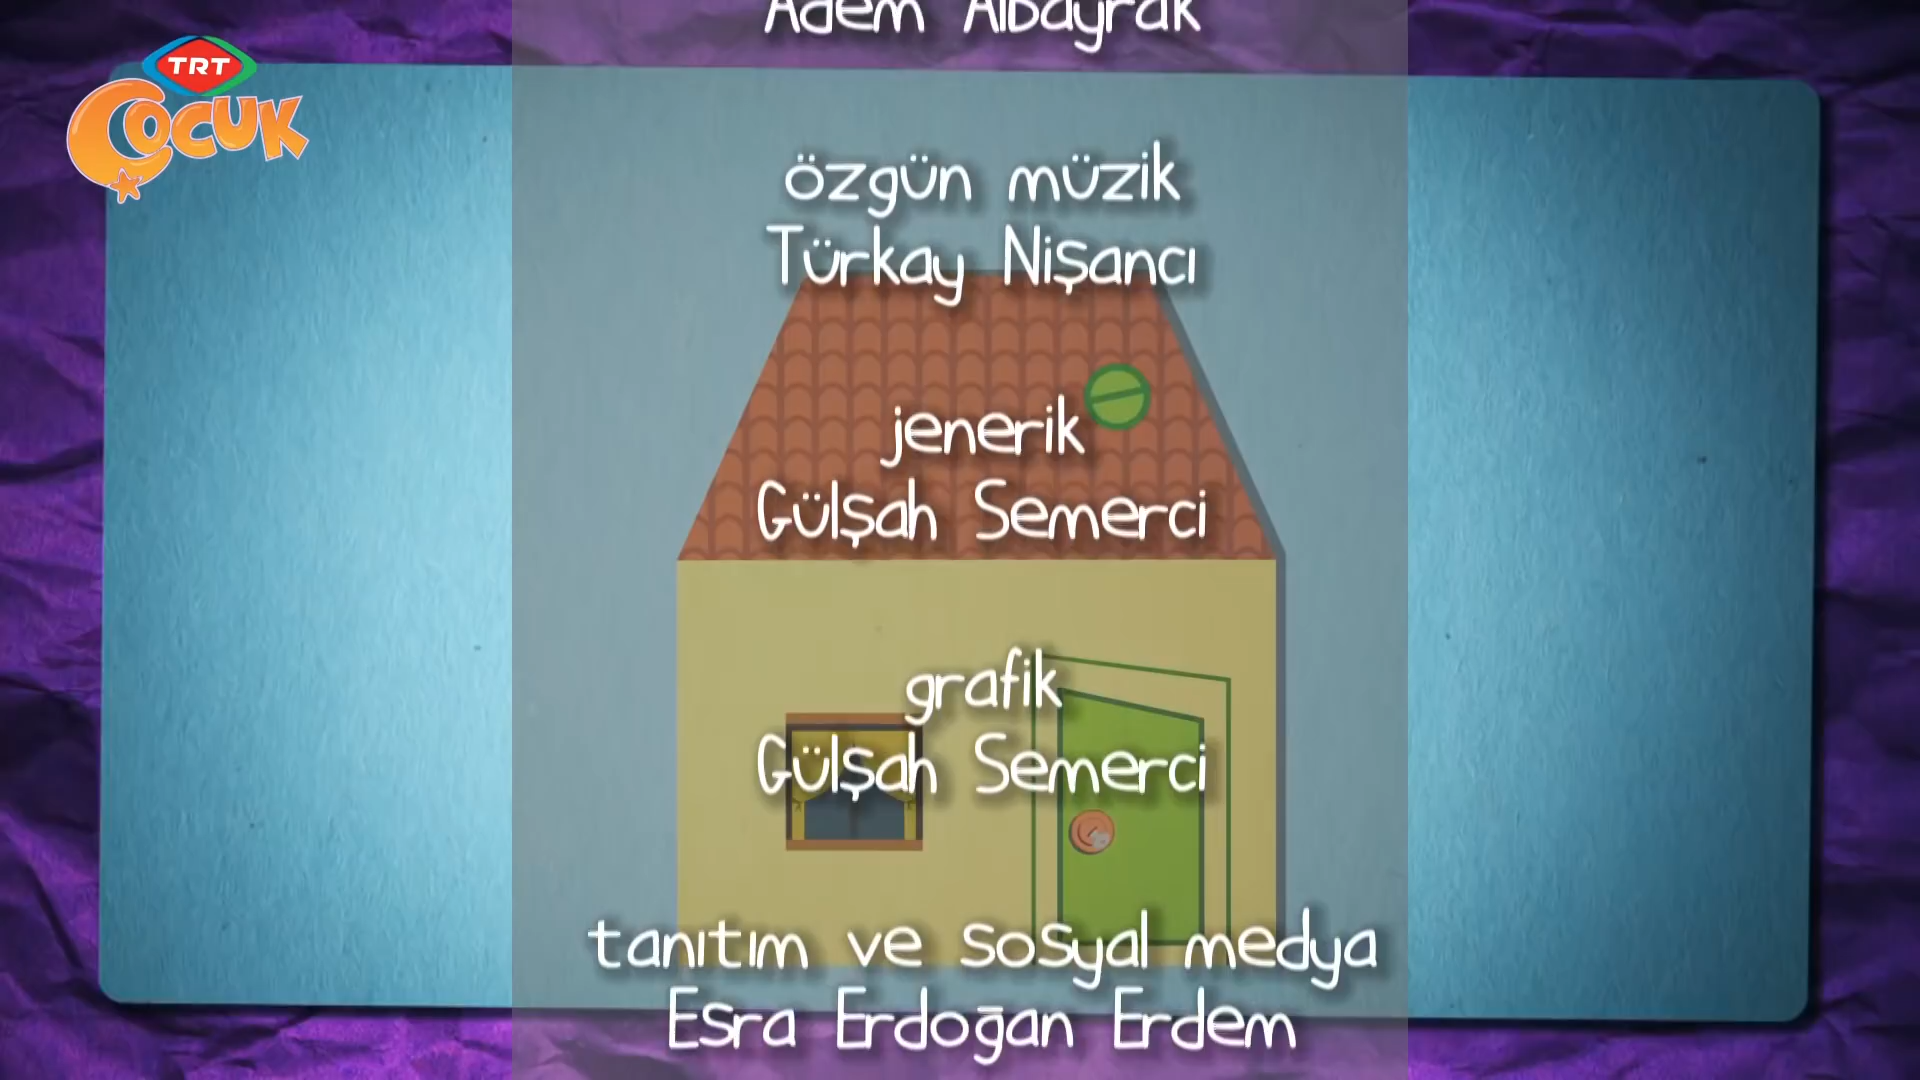 Adem Albayrak
TRT
ÇOCUK
özgün müzik
Türkay Nişancı
jenerik
Gülşah Semerci
grafik
Gülşah Semerci
tanıtım ve sosyal medya
Esra Erdoğan Erdem